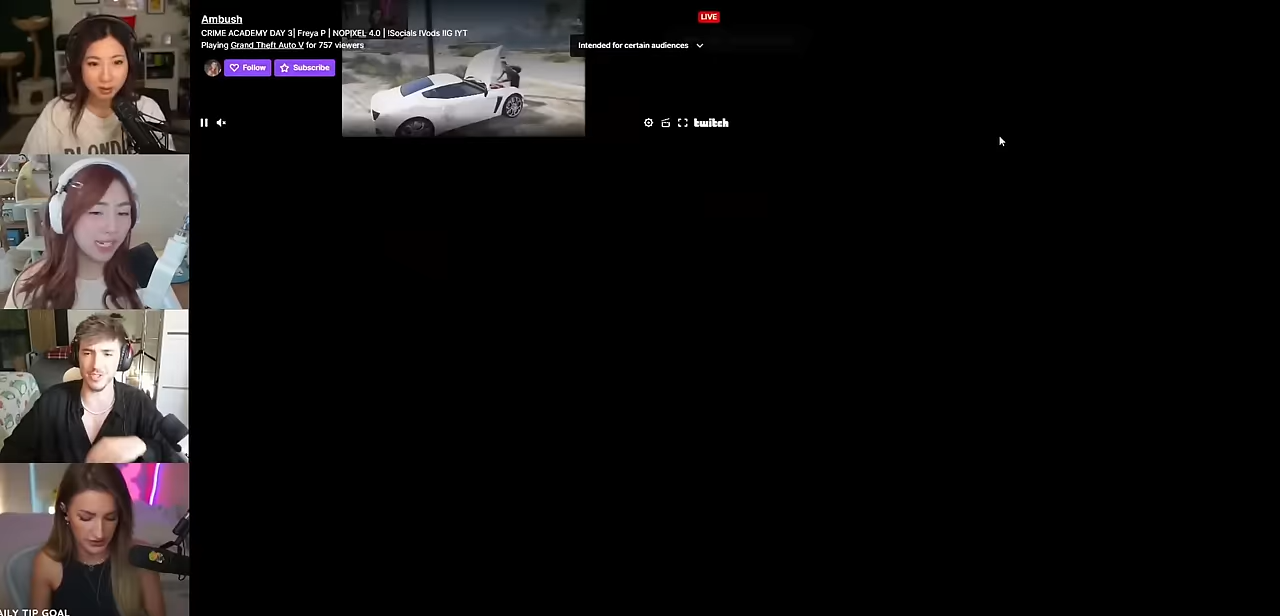 Ambush
LIVE
CRIME ACADEMY DAY 3| Freya P | NOPIXEL 4.0 | !Socials !Vods !IG !YT
Playing Grand Theft Auto V for 757 viewers
Intended for certain audiences
Follow
Subscribe
twitch
BLOND
AILY TIP GOAL